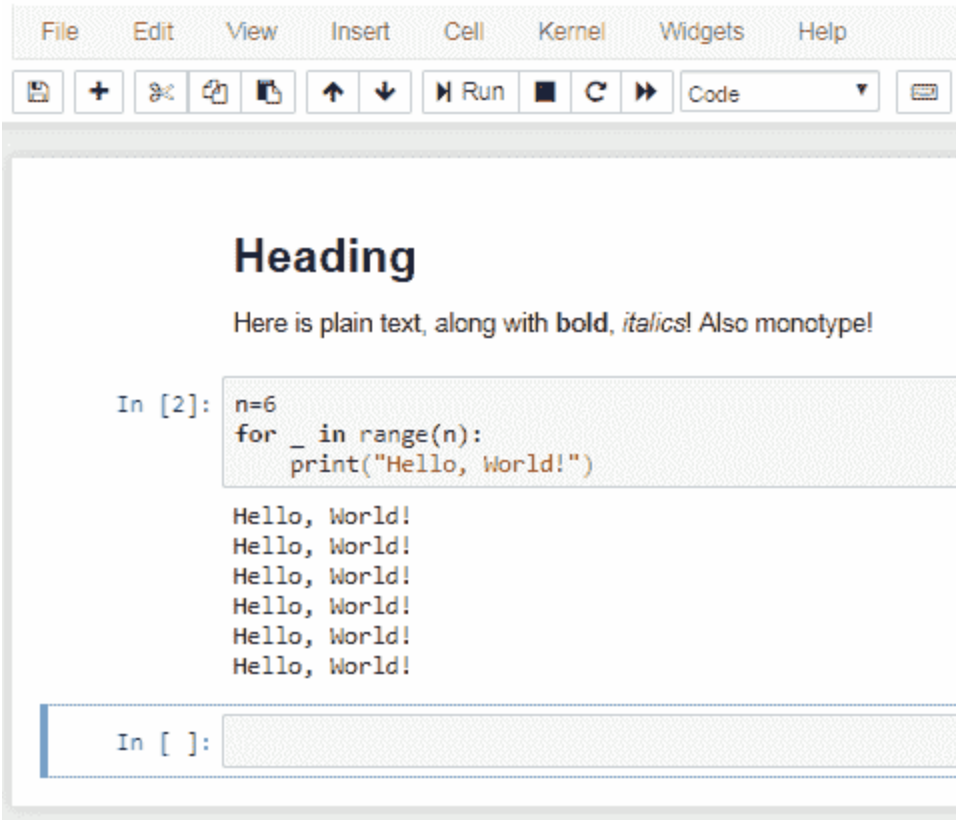 File Edit View Insert Cell Kernel Widgets Help
Run Code
Heading
Here is plain text, along with bold, italics! Also monotype!
In [2]: n=6
for _ in range(n):
    print("Hello, World!")
Hello, World!
Hello, World!
Hello, World!
Hello, World!
Hello, World!
Hello, World!
In [ ]: